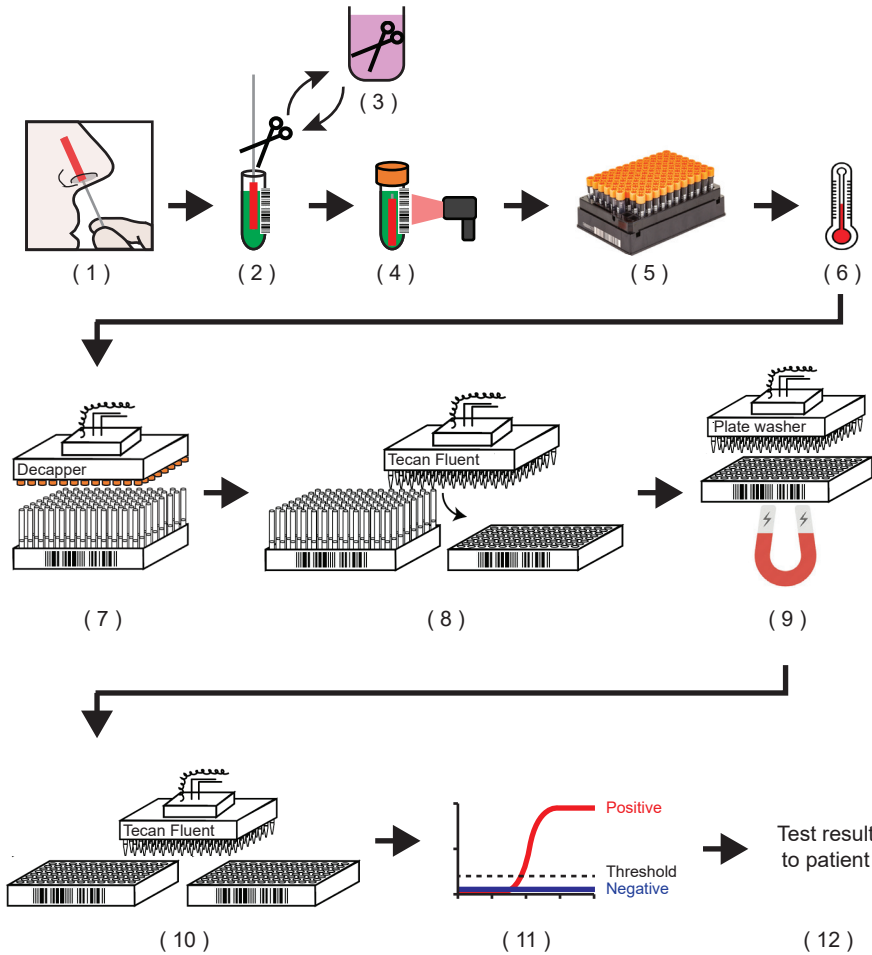 ( 3 )
( 1 )
( 2 )
( 4 )
( 5 )
( 6 )
Decapper
Tecan Fluent
Plate washer
( 7 )
( 8 )
( 9 )
Tecan Fluent
Positive
Threshold
Negative
Test result
to patient
( 10 )
( 11 )
( 12 )